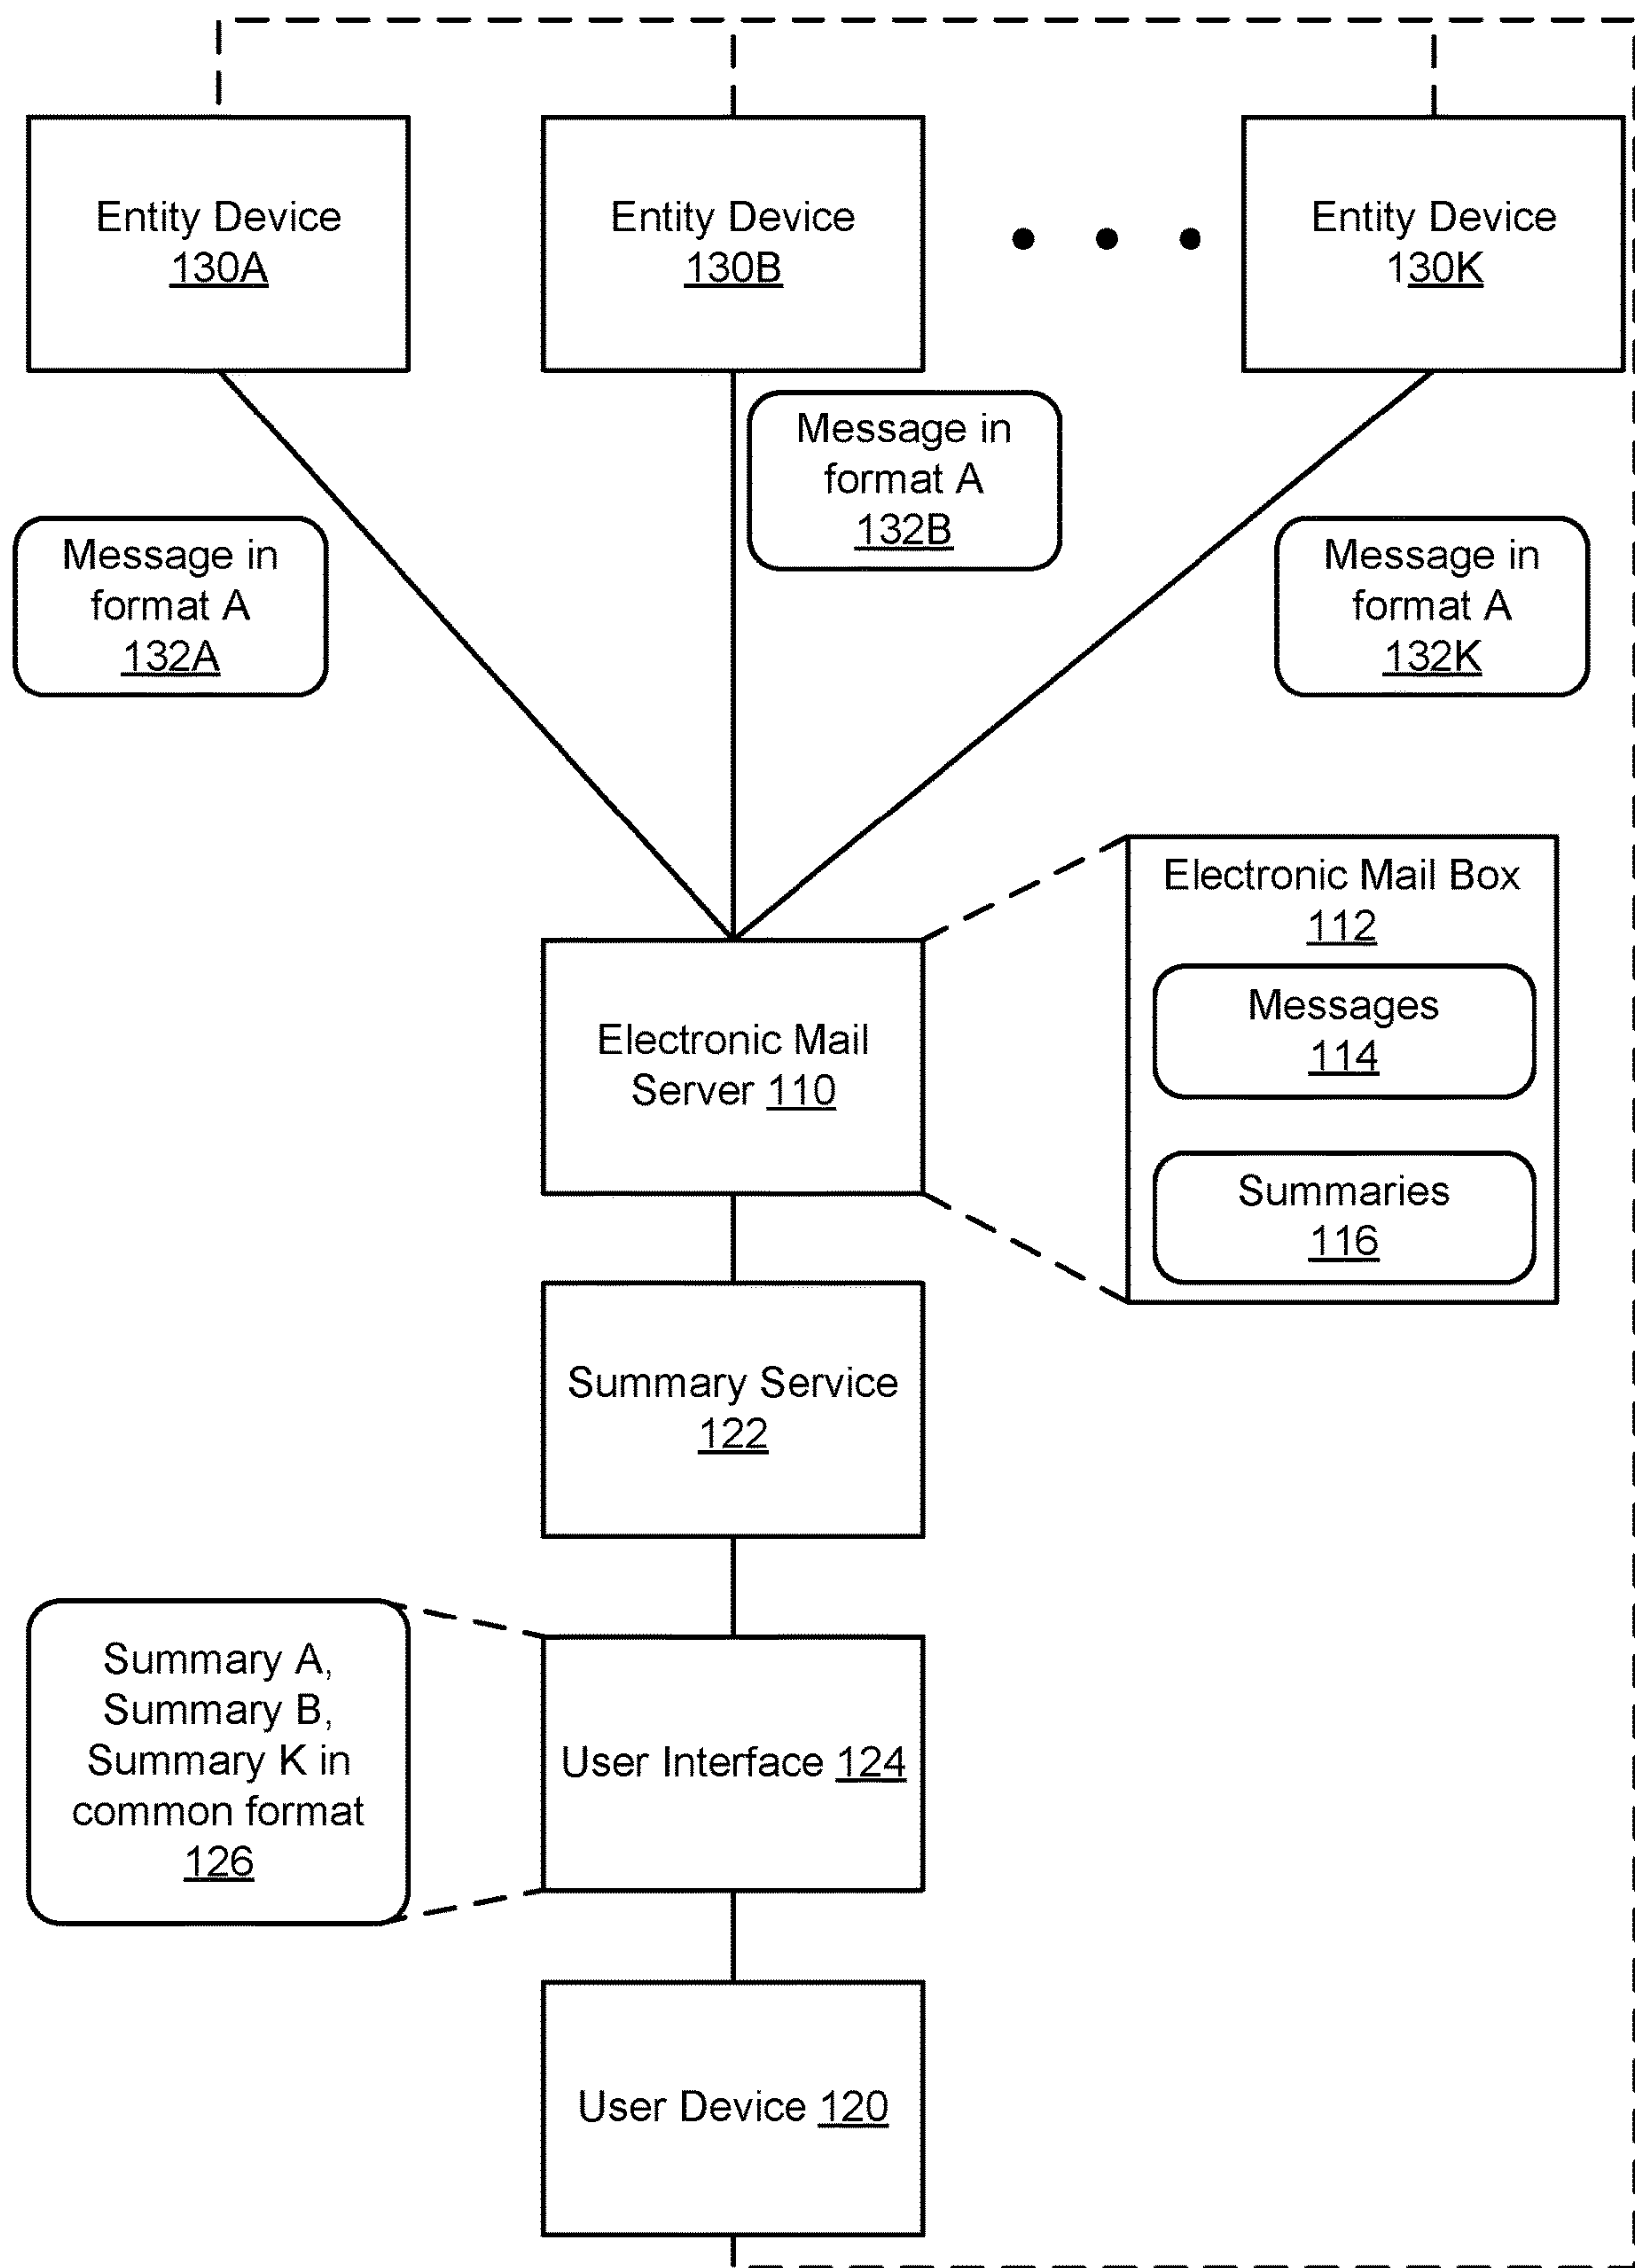 Entity Device
130A
Entity Device
130B
Entity Device
130K
Message in
format A
132B
Message in
format A
132A
Message in
format A
132K
Electronic Mail Box
112
Messages
114
Summaries
116
Electronic Mail
Server 110
Summary Service
122
Summary A,
Summary B,
Summary K in
common format
126
User Interface 124
User Device 120